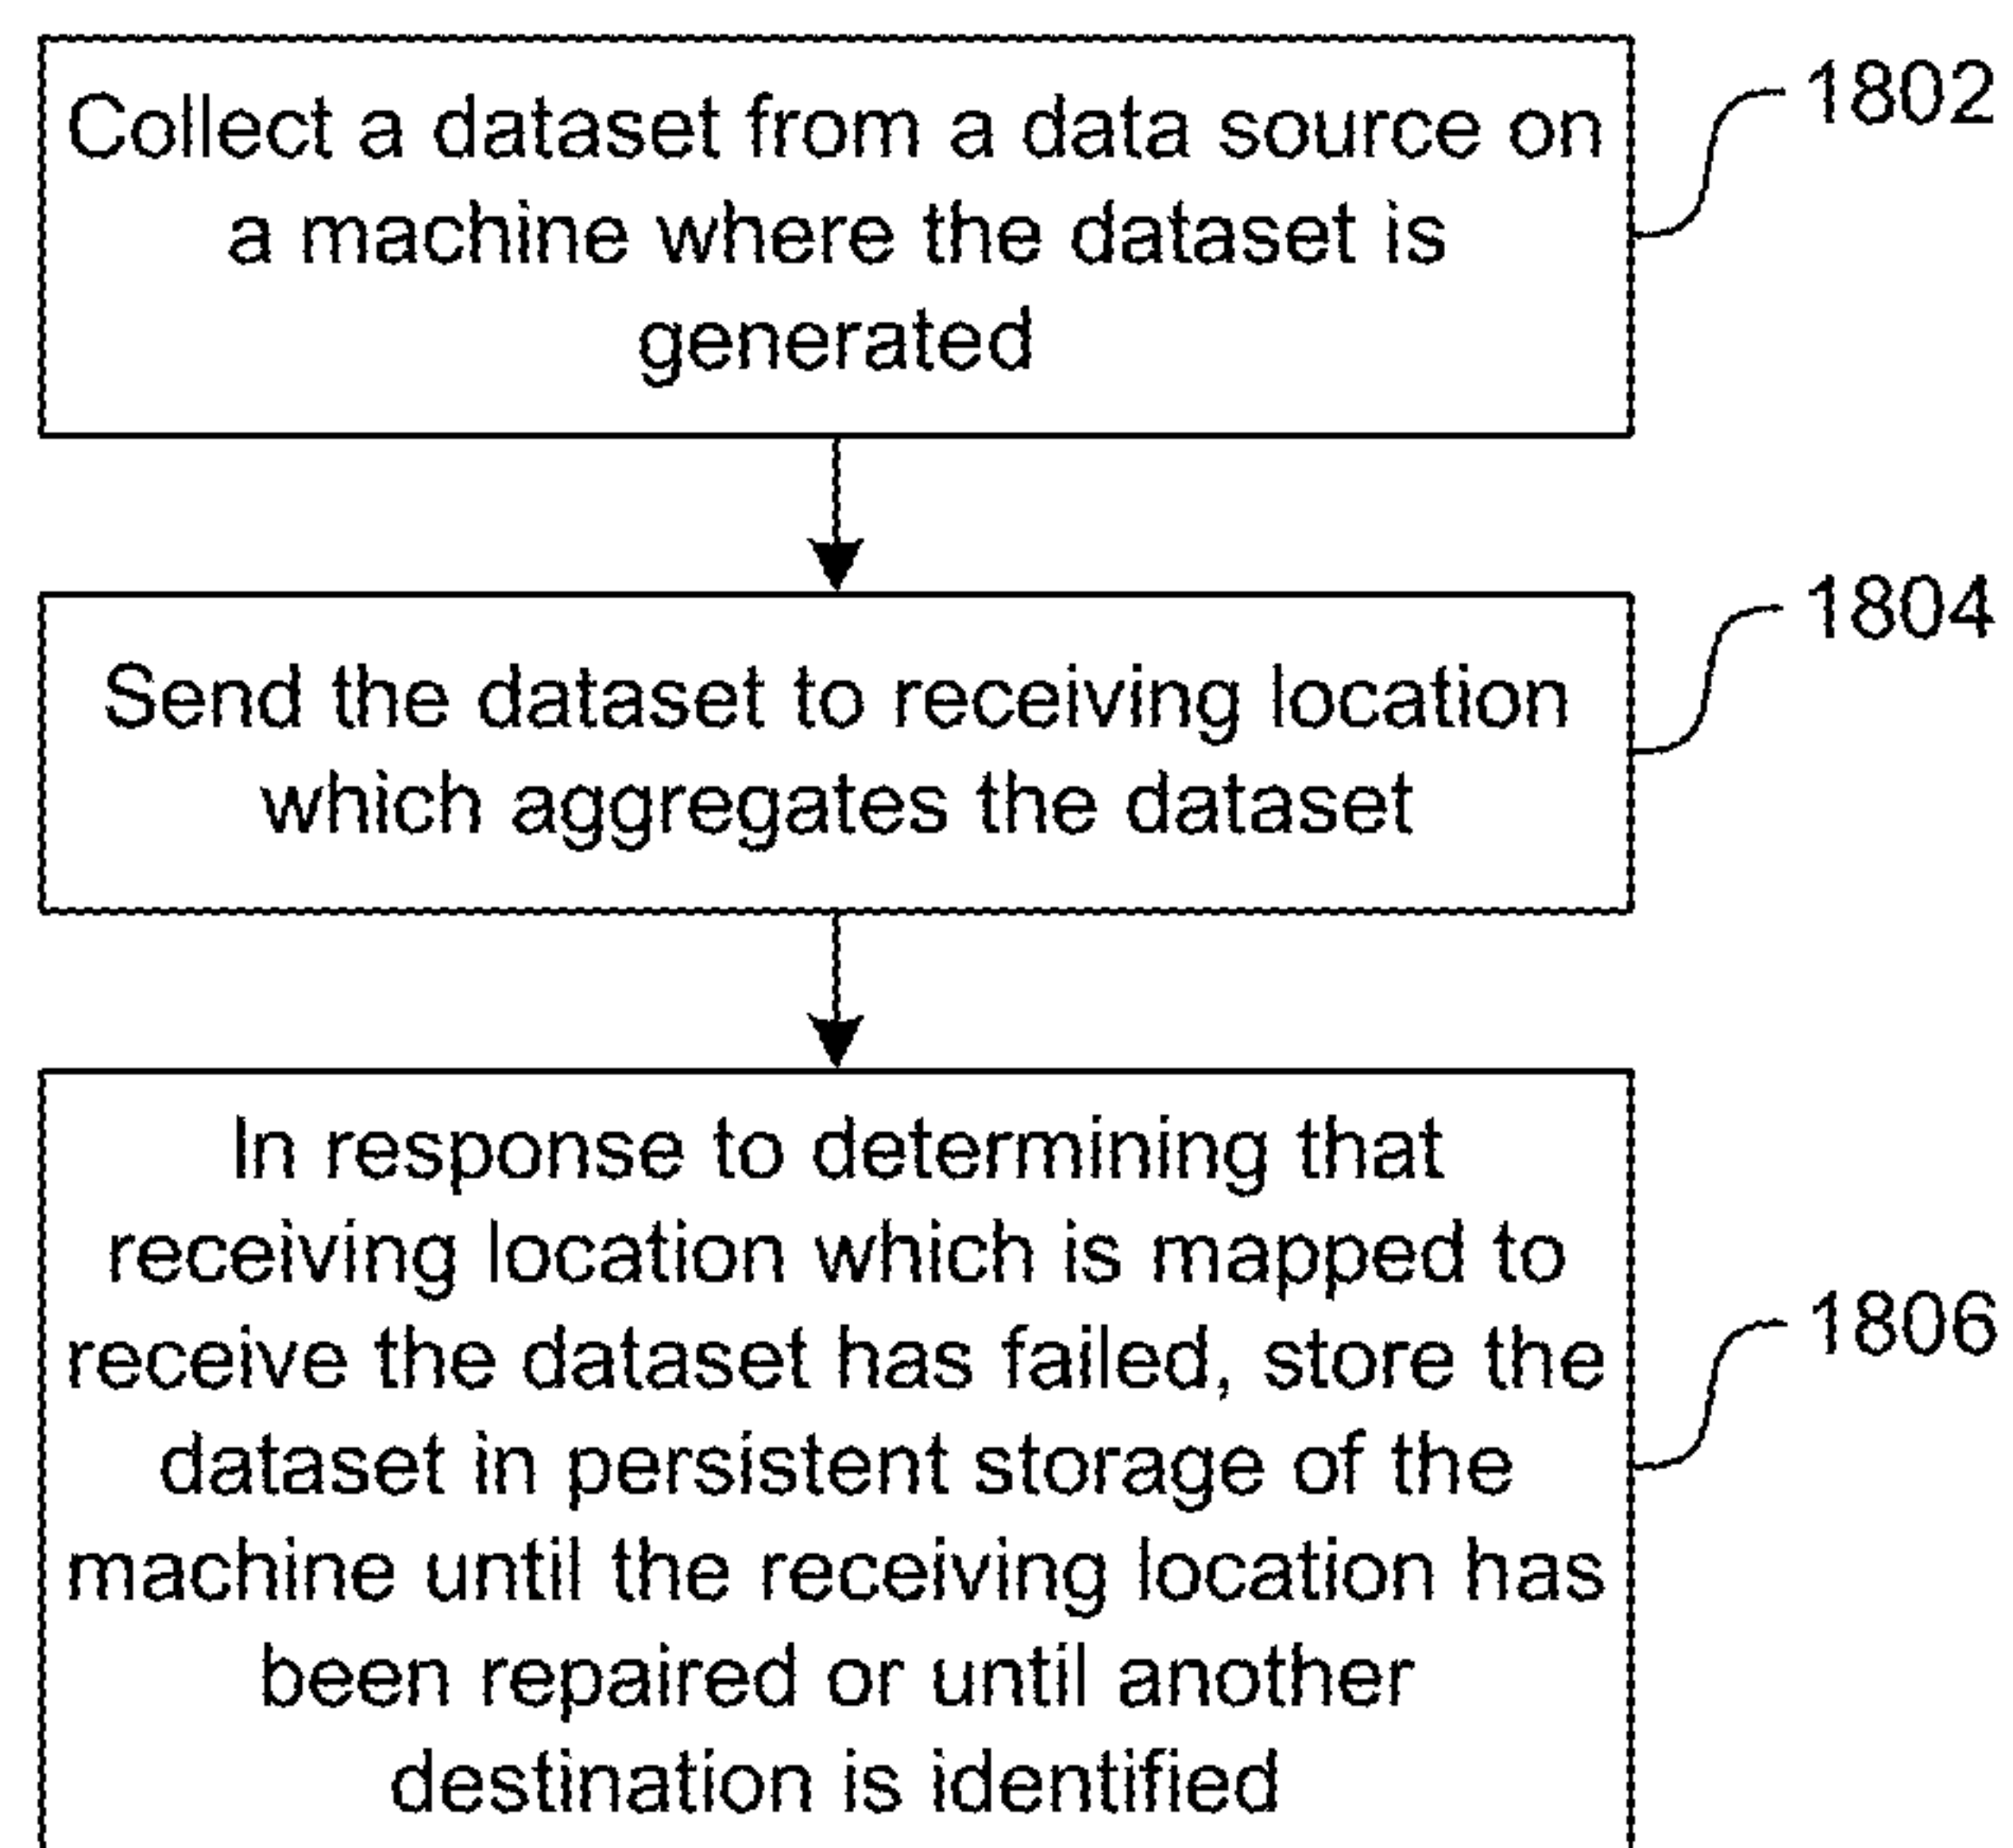 Collect a dataset from a data source on
a machine where the dataset is
generated
1802
Send the dataset to receiving location
which aggregates the dataset
1804
In response to determining that
receiving location which is mapped to
receive the dataset has failed, store the
dataset in persistent storage of the
machine until the receiving location has
been repaired or until another
destination is identified
1806